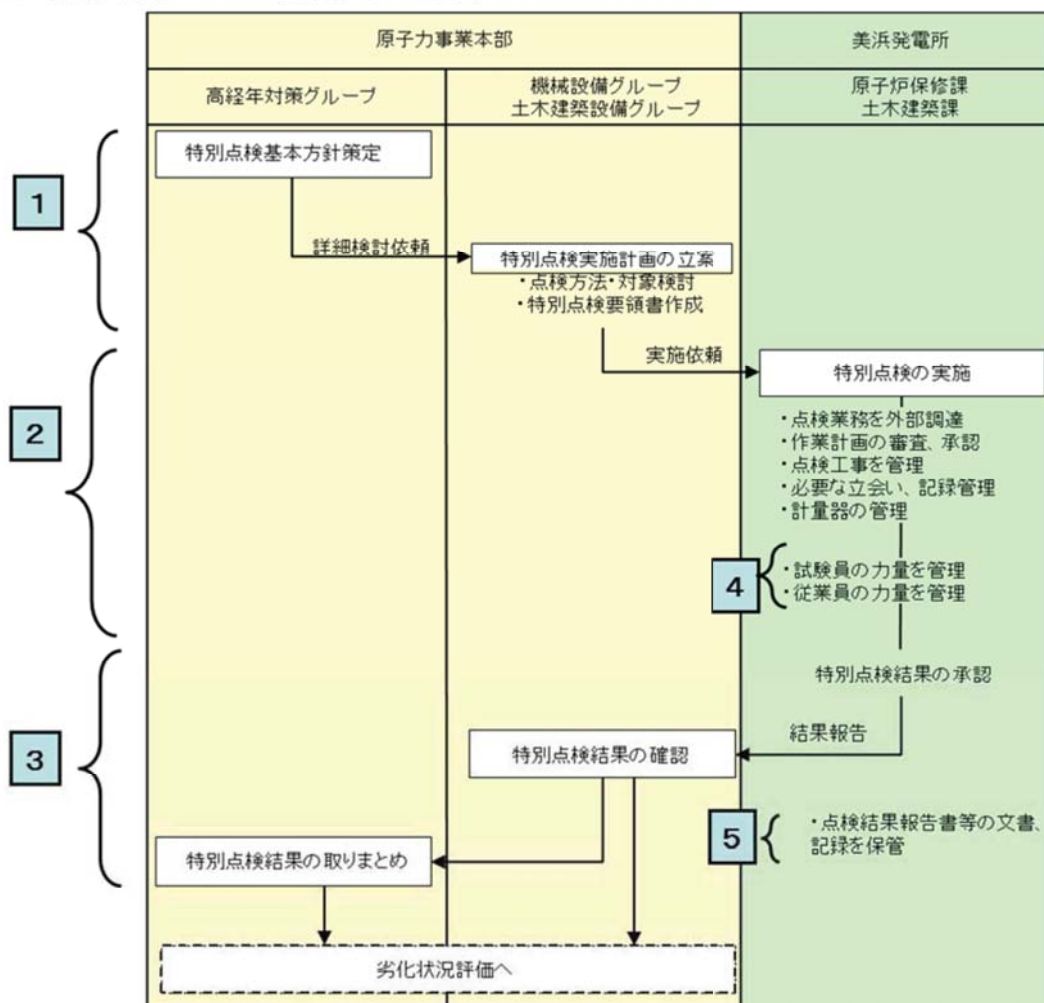 原子力事業本部
美浜発電所
高経年対策グループ
機械設備グループ
土木建築設備グループ
原子炉保修課
土木建築課
1
特別点検基本方針策定
詳細検討依頼
特別点検実施計画の立案
・点検方法・対象検討
・特別点検要領書作成
実施依頼
2
特別点検の実施
・点検業務を外部調達
・作業計画の審査、承認
・点検工事を管理
・必要な立会い、記録管理
・計量器の管理
4
・試験員の力量を管理
・従業員の力量を管理
特別点検結果の承認
3
結果報告
特別点検結果の確認
5
・点検結果報告書等の文書、
記録を保管
特別点検結果の取りまとめ
劣化状況評価へ